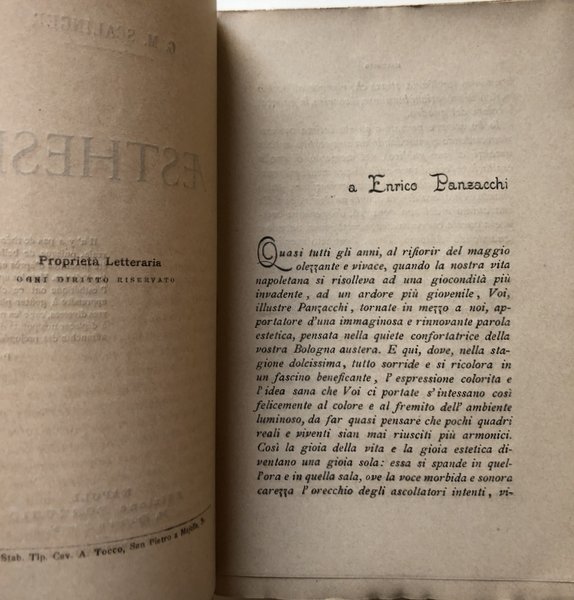 Proprietà Letteraria
OGNI DIRITTO RISERVATO
Stab. Tip. Cav. A. Tocco, San Pietro a Majella, 31
a Enrico Panzacchi
Quasi tutti gli anni, al rifiorir del maggio
olezzante e vivace, quando la nostra vita
napoletana si risolleva ad una giocondità più
invadente, ad un ardore più giovenile, Voi,
illustre Panzacchi, tornate in mezzo a noi, ap-
portatore d'una immaginosa e rinnovante parola
estetica, pensata nella quiete confortatrice della
vostra Bologna austera. E qui, dove, nella sta-
gione dolcissima, tutto sorride e si ricolora in
un fascino beneficante, l'espressione colorita e
l'idea sana che Voi ci portate s'intessano così
felicemente al colore e al fremito dell'ambiente
luminoso, da far quasi pensare che pochi quadri
reali e viventi sian mai riusciti più armonici.
Così la gioia della vita e la gioia estetica di-
ventano una gioia sola: essa si spande in quel-
l'ora e in quella sala, ove la voce morbida e sonora
carezza l'orecchio degli ascoltatori intenti, vi-
G. M. SCALINGER
ÆSTHESI
NAPOLI